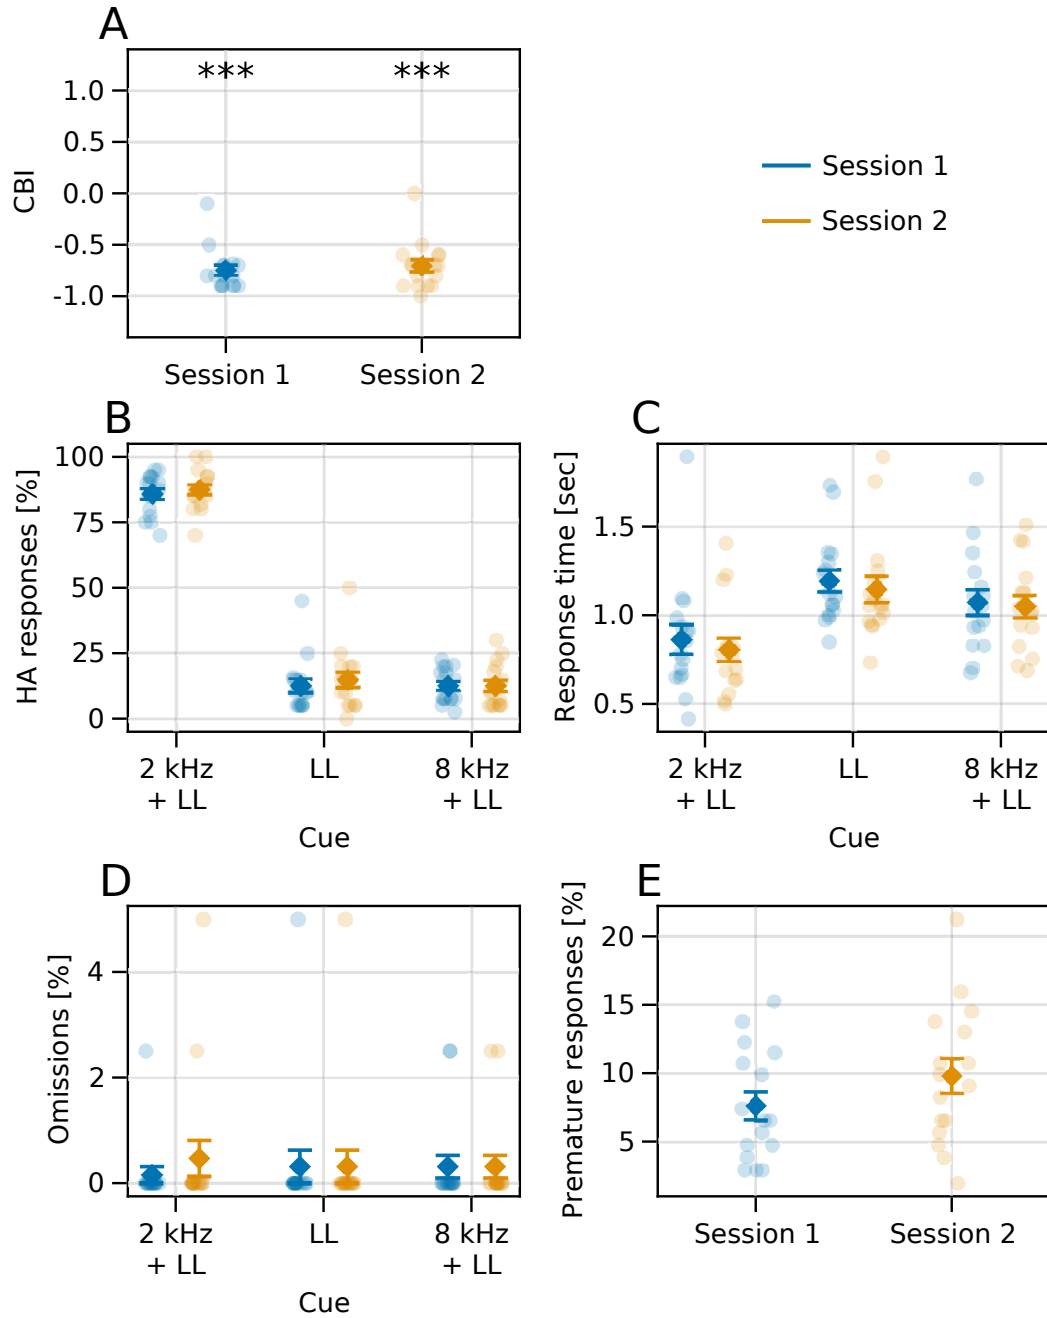 A
***
***
1.0
0.5
0.0
-0.5
-1.0
CBI
Session 1
Session 2
Session 1
Session 2
B
100
75
50
25
0
HA responses [%]
2 kHz
+ LL
LL
8 kHz
+ LL
Cue
C
1.5
1.0
0.5
Response time [sec]
2 kHz
+ LL
LL
8 kHz
+ LL
Cue
D
4
2
0
Omissions [%]
2 kHz
+ LL
LL
8 kHz
+ LL
Cue
E
20
15
10
5
Premature responses [%]
Session 1
Session 2